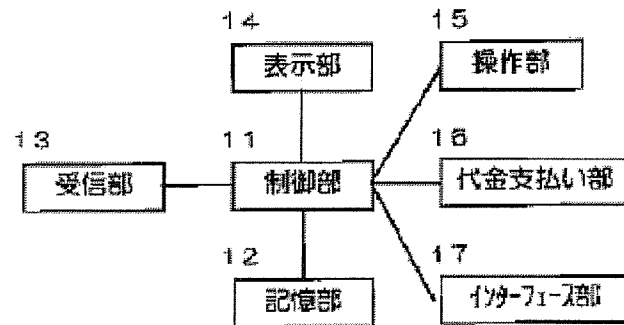 14
表示部
15
操作部
13
受信部
11
制御部
16
代金支払い部
12
記憶部
17
インターフェース部